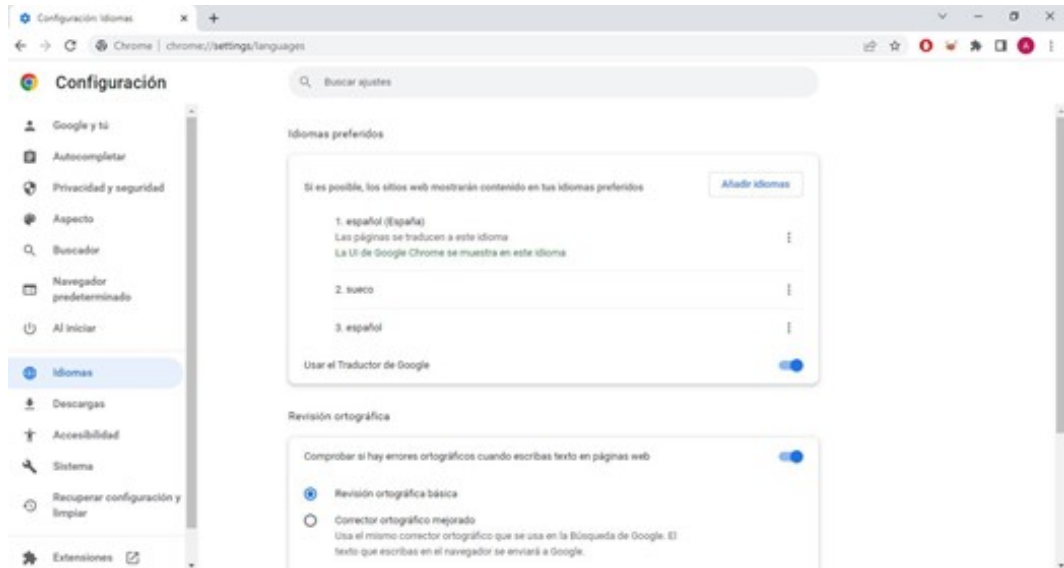 Configuración: Idiomas
Chrome | chrome://settings/languages
A
Configuración
Buscar ajustes
Google y tú
Autocompletar
Privacidad y seguridad
Aspecto
Buscador
Navegador
predeterminado
Al iniciar
Idiomas
Descargas
Accesibilidad
Sistema
Recuperar configuración y
limpiar
Extensiones
Idiomas preferidos
Si es posible, los sitios web mostrarán contenido en tus idiomas preferidos
Añadir idiomas
1. español (España)
Las páginas se traducen a este idioma
La UI de Google Chrome se muestra en este idioma
2. sueco
3. español
Usar el Traductor de Google
Revisión ortográfica
Comprobar si hay errores ortográficos cuando escribas texto en páginas web
Revisión ortográfica básica
Corrector ortográfico mejorado
Usa el mismo corrector ortográfico que se usa en la Búsqueda de Google. El
texto que escribas en el navegador se enviará a Google.